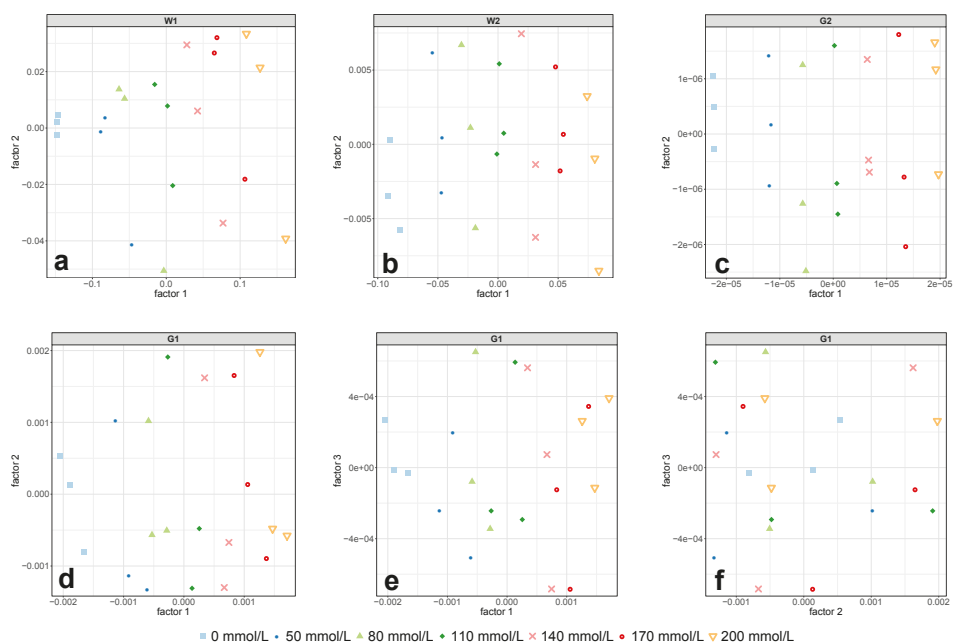 W1
0.02
0.00
−0.02
−0.04
factor 2
a
−0.1
0.0
0.1
factor 1
W2
0.005
0.000
−0.005
factor 2
b
−0.10
−0.05
0.00
0.05
factor 1
G2
1e−06
0e+00
−1e−06
−2e−06
factor 2
c
−2e−05
−1e−05
0e+00
1e−05
2e−05
factor 1
G1
0.002
0.001
0.000
−0.001
factor 2
d
−0.002
−0.001
0.000
0.001
factor 1
G1
4e−04
0e+00
−4e−04
factor 3
e
−0.002
−0.001
0.000
0.001
factor 1
G1
4e−04
0e+00
−4e−04
factor 3
f
−0.001
0.000
0.001
0.002
factor 2
0 mmol/L 50 mmol/L 80 mmol/L 110 mmol/L 140 mmol/L 170 mmol/L 200 mmol/L